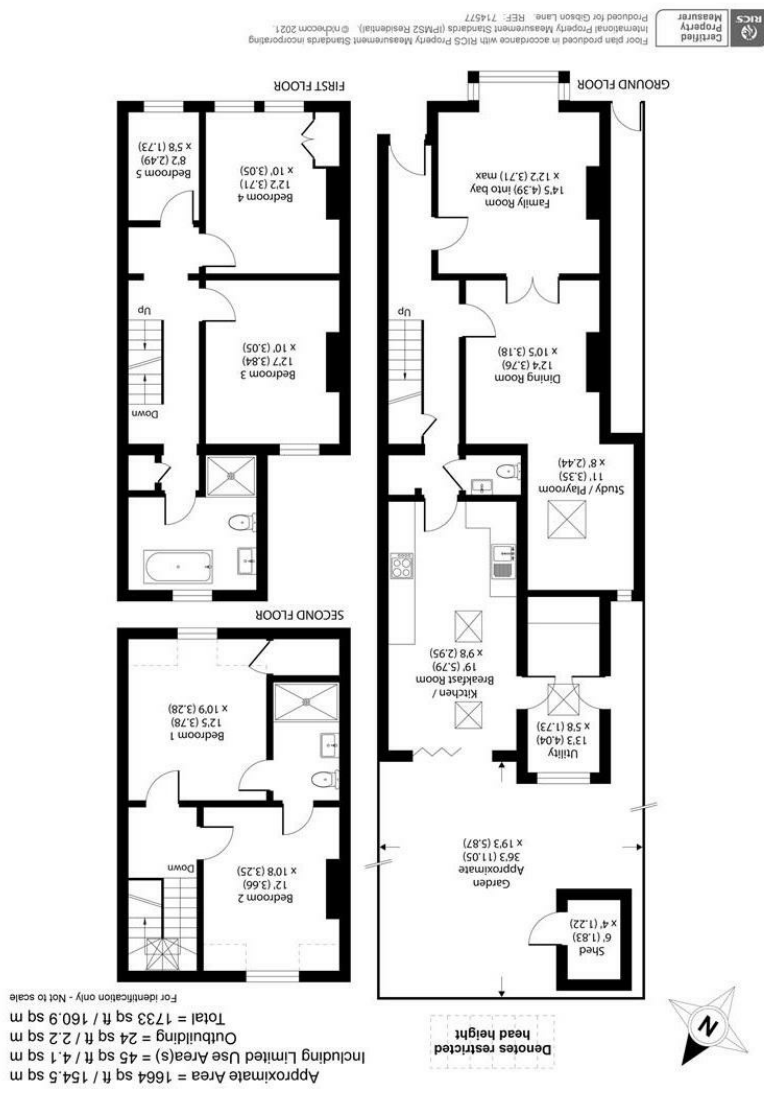 Approximate Area = 1664 sq ft / 154.5 sq m
Including Limited Use Area(s) = 45 sq ft / 4.1 sq m
Outbuilding = 24 sq ft / 2.2 sq m
Total = 1733 sq ft / 160.9 sq m
For identification only - Not to scale
Denotes restricted
head height
N
Shed
6' (1.83)
x 4' (1.22)
Garden
Approximate
36'3 (11.05)
x 19'3 (5.87)
Utility
13'3 (4.04)
x 5'8 (1.73)
Kitchen /
Breakfast Room
19' (5.79)
x 9'8 (2.95)
Study / Playroom
11' (3.35)
x 8' (2.44)
Dining Room
12'4 (3.76)
x 10'5 (3.18)
Up
Family Room
14'5 (4.39) into bay
x 12'2 (3.71) max
GROUND FLOOR
Down
Bedroom 2
12' (3.66)
x 10'8 (3.25)
Bedroom 1
12'5 (3.78)
x 10'9 (3.28)
SECOND FLOOR
Down
Up
Bedroom 3
12'7 (3.84)
x 10' (3.05)
Bedroom 4
12'2 (3.71)
x 10' (3.05)
Bedroom 5
8'2 (2.49)
x 5'8 (1.73)
FIRST FLOOR
RICS
Certified
Property
Measurer
Floor plan produced in accordance with RICS Property Measurement Standards incorporating
International Property Measurement Standards (IPMS2 Residential). © nichecom 2021.
Produced for Gibson Lane. REF: 714577